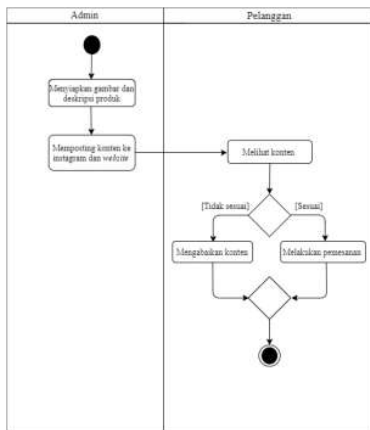 Admin
Pelanggan
Menyiapkan gambar dan
deskripsi produk
Memposting konten ke
instagram dan website
Melihat konten
[Tidak sesuai]
[Sesuai]
Mengabaikan konten
Melakukan pemesanan